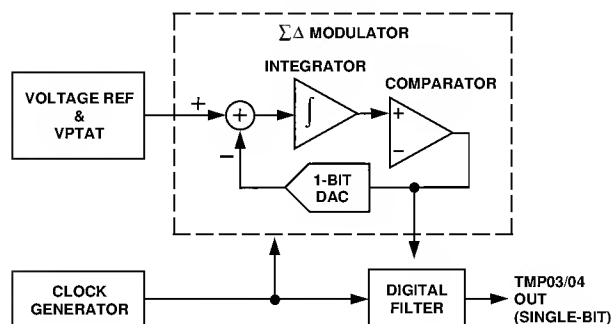 ΣΔ MODULATOR
INTEGRATOR
COMPARATOR
VOLTAGE REF
&
VPTAT
+
+
−
∫
+
−
1-BIT
DAC
CLOCK
GENERATOR
DIGITAL
FILTER
TMP03/04
OUT
(SINGLE-BIT)